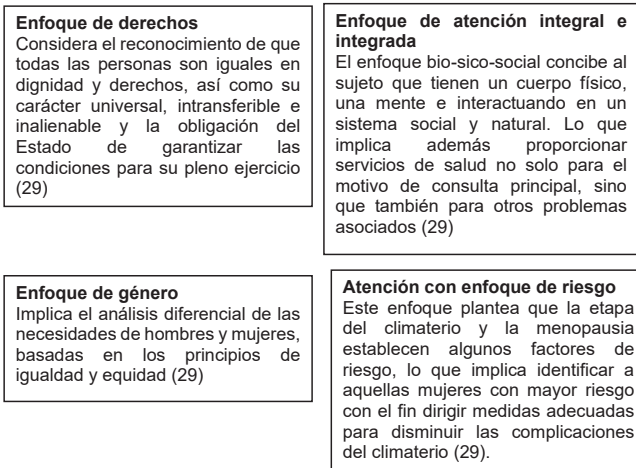 Enfoque de derechos
Considera el reconocimiento de que
todas las personas son iguales en
dignidad y derechos, así como su
carácter universal, intransferible e
inalienable y la obligación del
Estado de garantizar las
condiciones para su pleno ejercicio
(29)
Enfoque de atención integral e
integrada
El enfoque bio-sico-social concibe al
sujeto que tienen un cuerpo físico,
una mente e interactuando en un
sistema social y natural. Lo que
implica además proporcionar
servicios de salud no solo para el
motivo de consulta principal, sino
que también para otros problemas
asociados (29)
Enfoque de género
Implica el análisis diferencial de las
necesidades de hombres y mujeres,
basadas en los principios de
igualdad y equidad (29)
Atención con enfoque de riesgo
Este enfoque plantea que la etapa
del climaterio y la menopausia
establecen algunos factores de
riesgo, lo que implica identificar a
aquellas mujeres con mayor riesgo
con el fin dirigir medidas adecuadas
para disminuir las complicaciones
del climaterio (29).